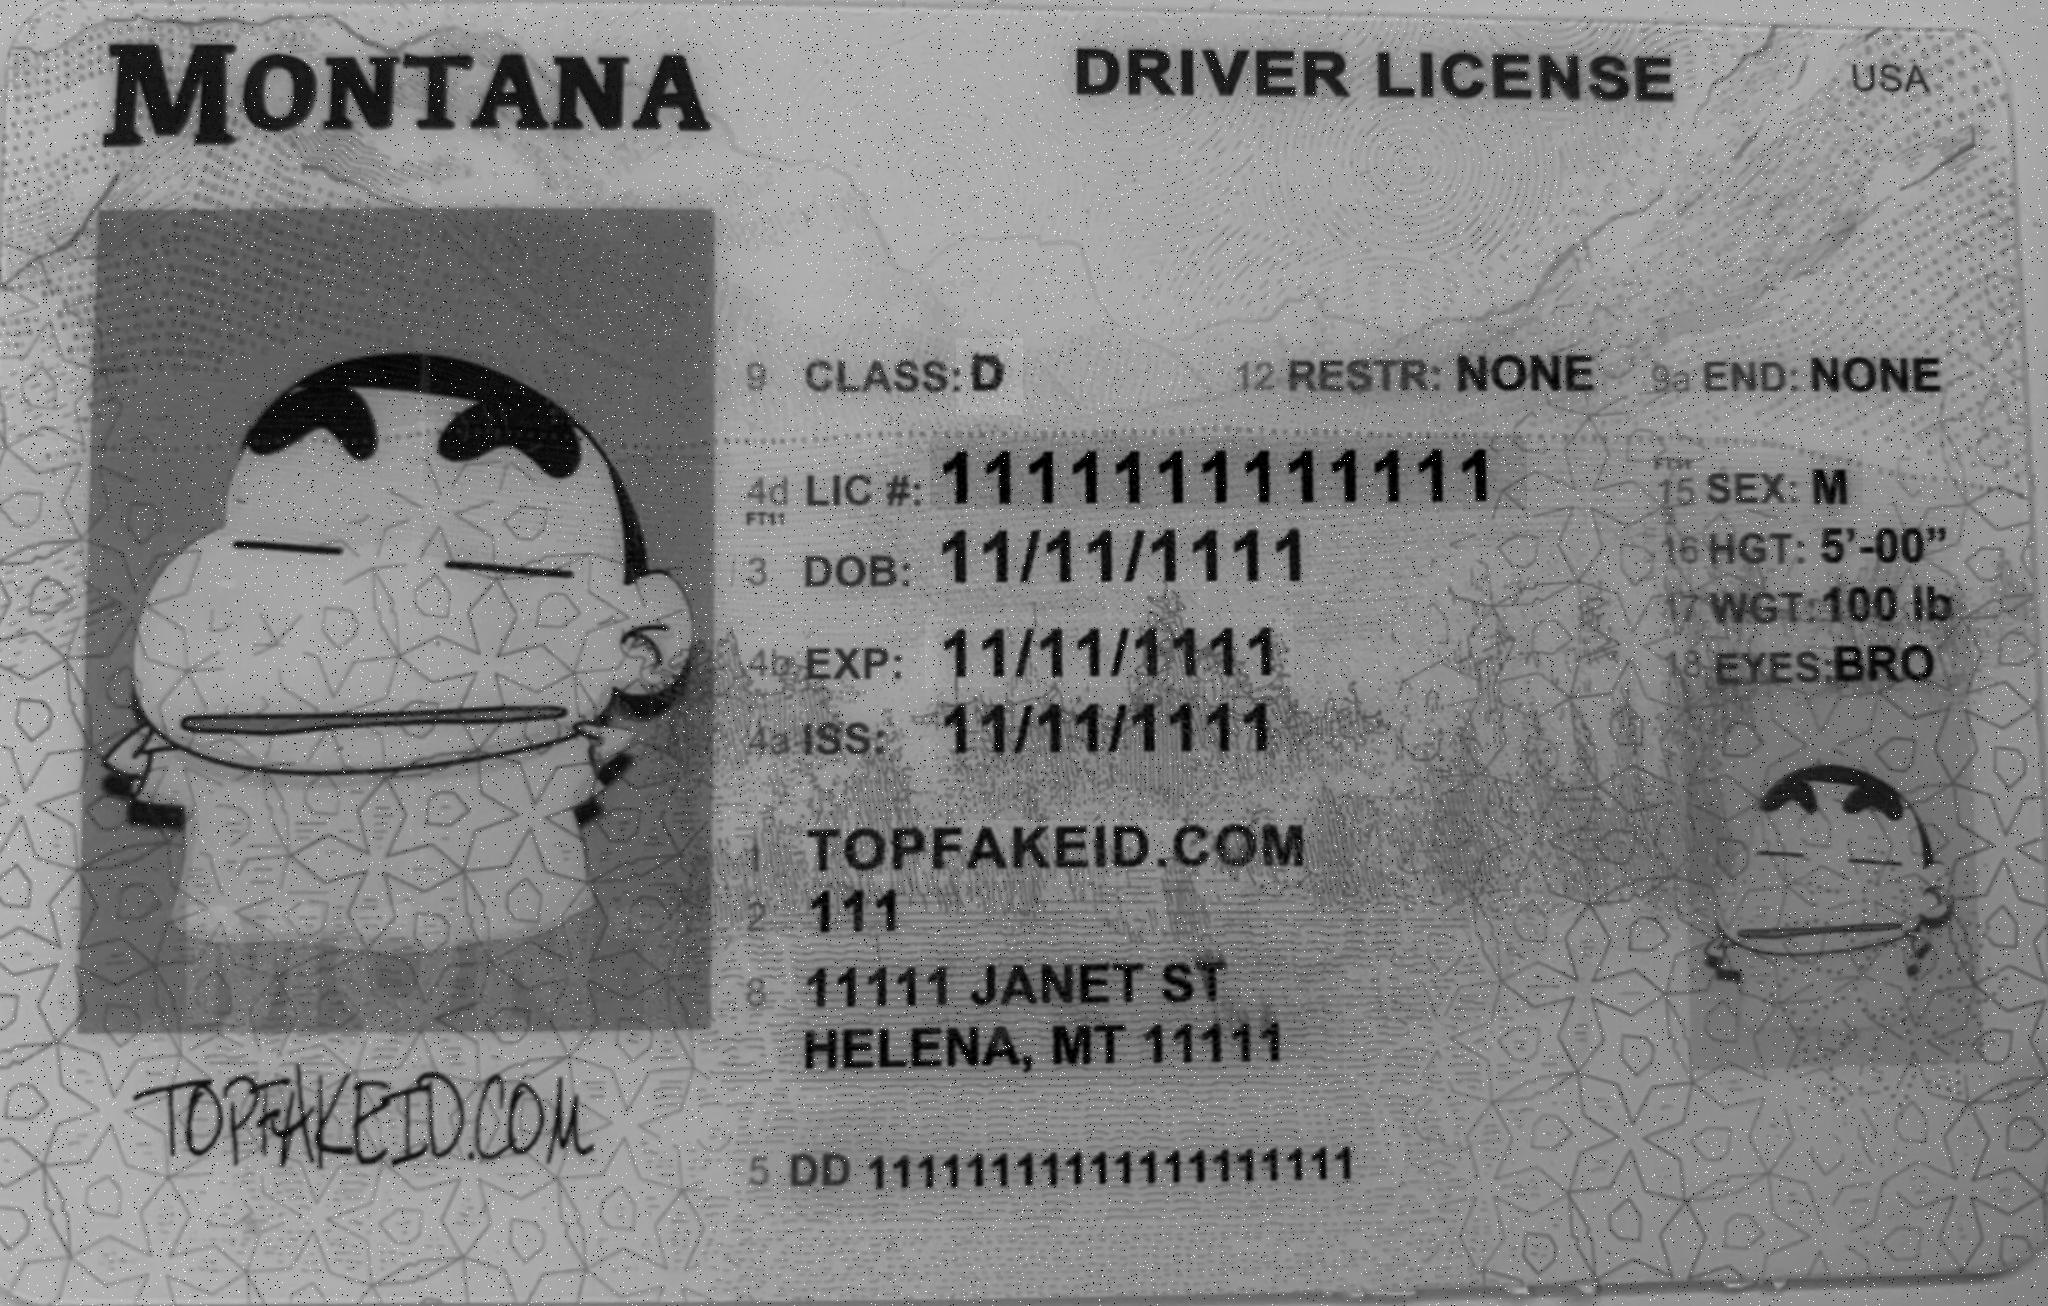 MONTANA DRIVER LICENSE USA
9 CLASS: D 12 RESTR: NONE 9a END: NONE
4d LIC #: 1111111111111 15 SEX: M
FT11
3 DOB: 11/11/1111 16 HGT: 5'-00"
17 WGT: 100 lb
4b EXP: 11/11/1111 18 EYES: BRO
4a ISS: 11/11/1111
1 TOPFAKEID.COM
2 111
8 11111 JANET ST
HELENA, MT 11111
TOPFAKEID.COM
5 DD 11111111111111111111111